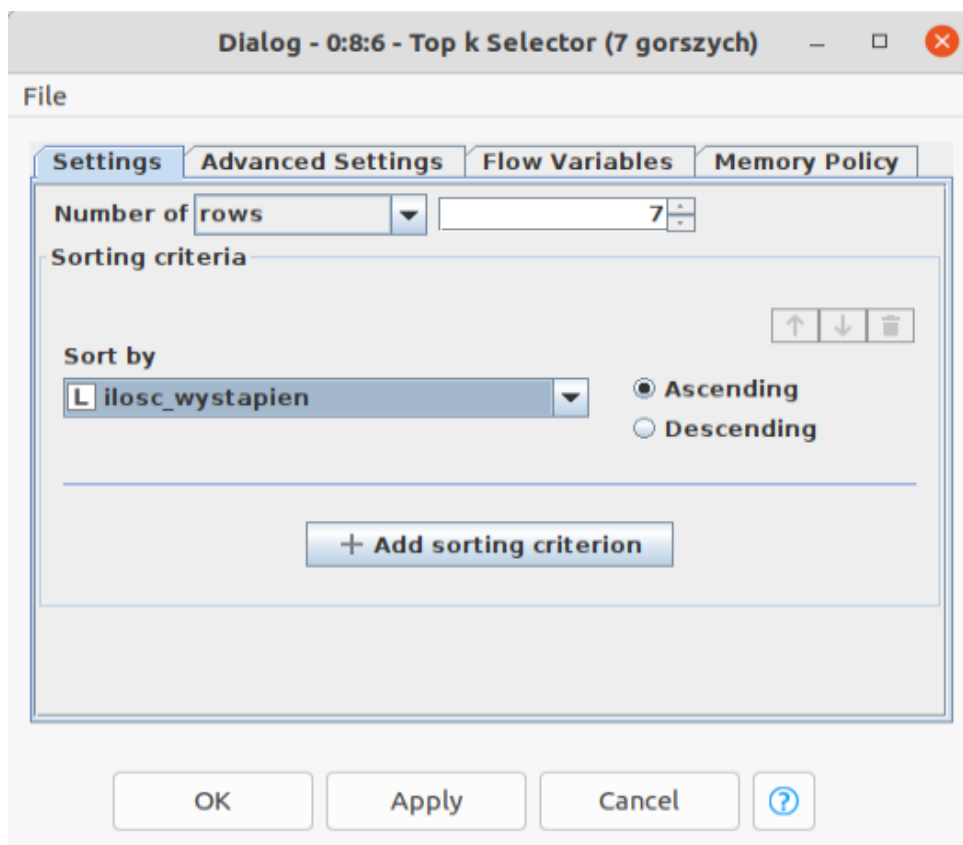 Dialog - 0:8:6 - Top k Selector (7 gorszych)
File
Settings Advanced Settings Flow Variables Memory Policy
Number of rows 7
Sorting criteria
Sort by
L ilosc_wystapien
Ascending
Descending
+ Add sorting criterion
OK Apply Cancel ?